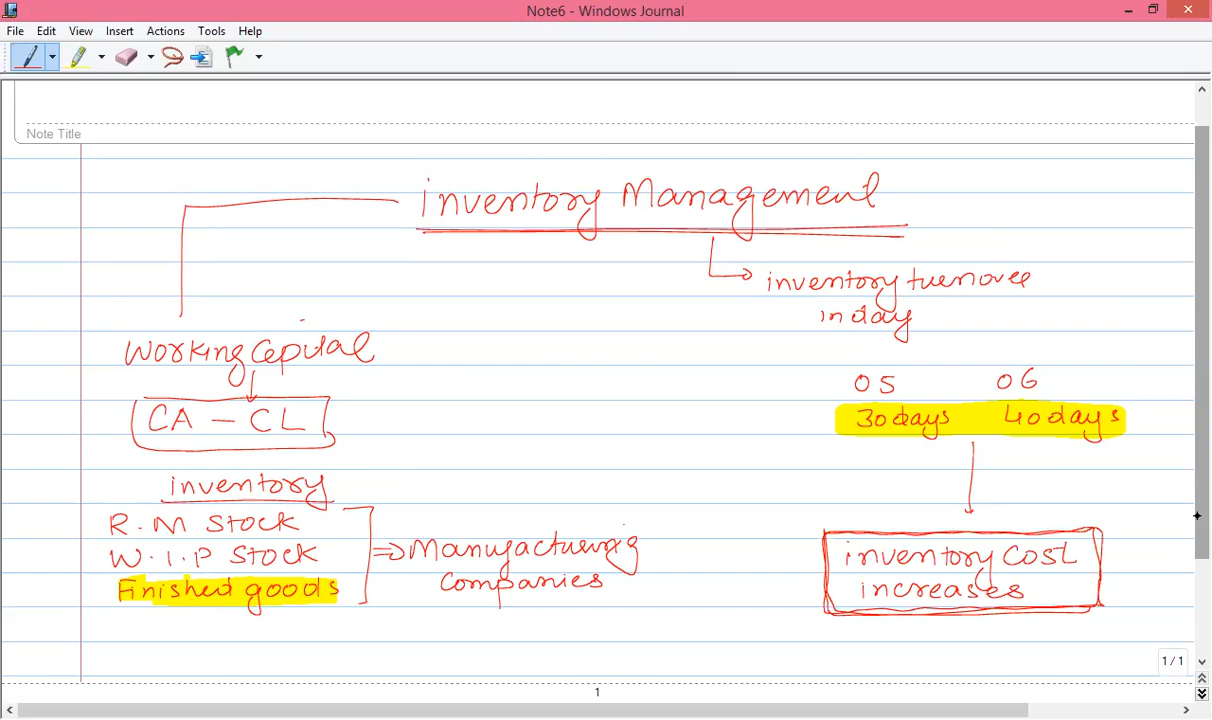 Note6 - Windows Journal
File Edit View Insert Actions Tools Help
Note Title
inventory Management
inventory turnover
in day
Working Capital
CA - CL
05 06
30 days 40 days
inventory
R.M Stock
W.I.P Stock
Finished goods
=> Manufacturing
Companies
inventory Cost
increases
1 / 1
1